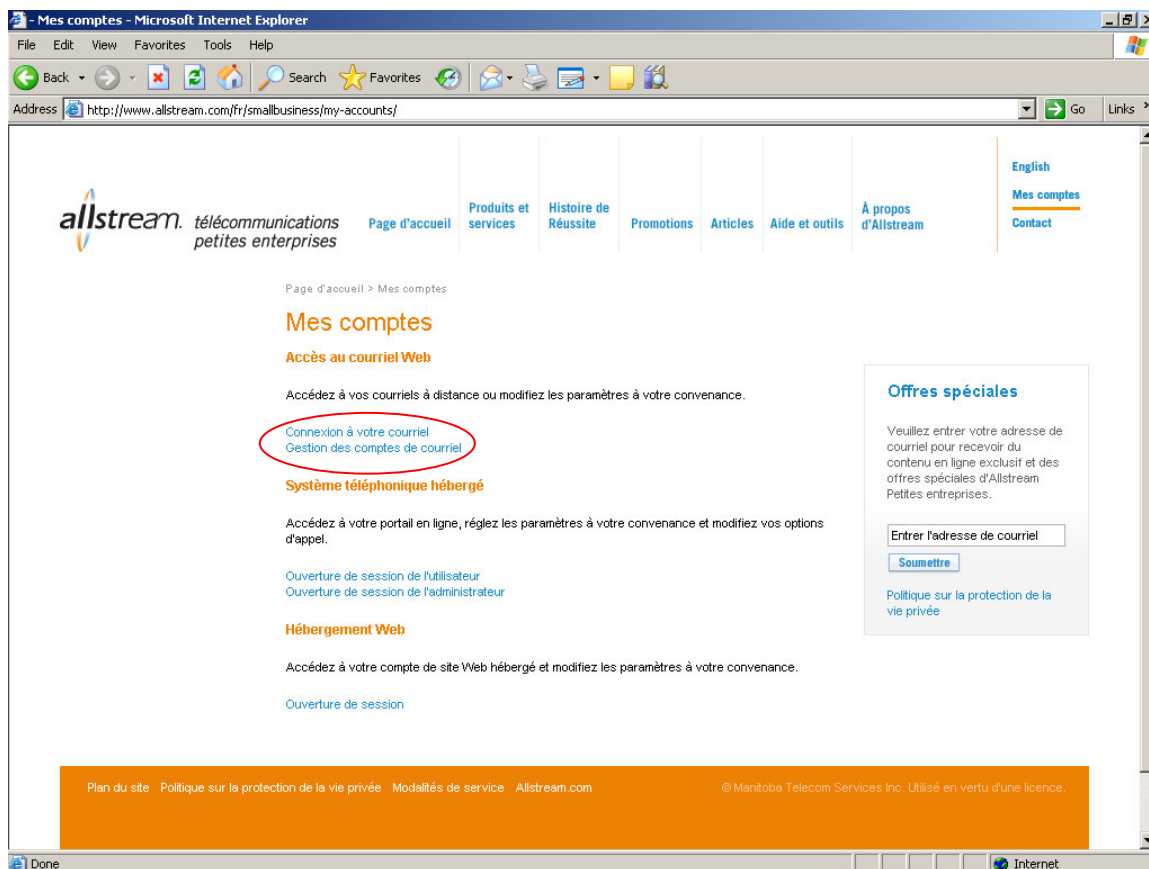 - Mes comptes - Microsoft Internet Explorer
File Edit View Favorites Tools Help
Back Search Favorites
Address http://www.allstream.com/fr/smallbusiness/my-accounts/ Go Links
English
Mes comptes
Contact
allstream. télécommunications
petites enterprises
Page d'accueil
Produits et
services
Histoire de
Réussite
Promotions
Articles
Aide et outils
À propos
d'Allstream
Page d'accueil > Mes comptes
Mes comptes
Accès au courriel Web
Accédez à vos courriels à distance ou modifiez les paramètres à votre convenance.
Connexion à votre courriel
Gestion des comptes de courriel
Système téléphonique hébergé
Accédez à votre portail en ligne, réglez les paramètres à votre convenance et modifiez vos options
d'appel.
Ouverture de session de l'utilisateur
Ouverture de session de l'administrateur
Hébergement Web
Accédez à votre compte de site Web hébergé et modifiez les paramètres à votre convenance.
Ouverture de session
Offres spéciales
Veuillez entrer votre adresse de
courriel pour recevoir du
contenu en ligne exclusif et des
offres spéciales d'Allstream
Petites entreprises.
Entrer l'adresse de courriel
Soumettre
Politique sur la protection de la
vie privée
Plan du site Politique sur la protection de la vie privée Modalités de service Allstream.com
© Manitoba Telecom Services Inc. Utilisé en vertu d'une licence.
Done Internet